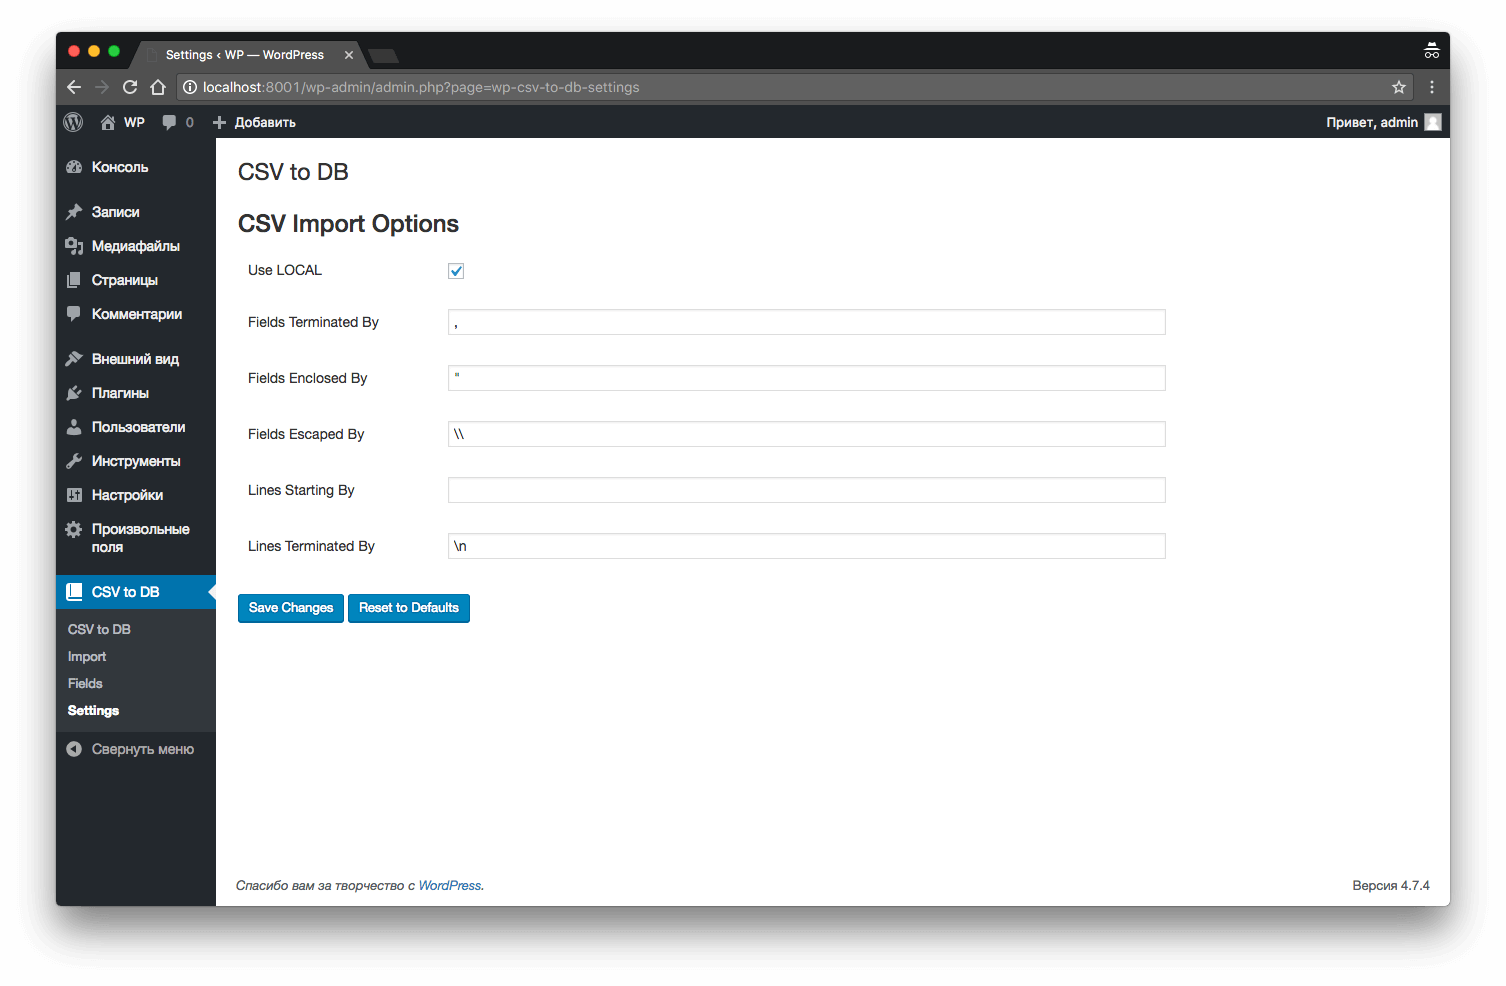 Settings ‹ WP — WordPress
localhost:8001/wp-admin/admin.php?page=wp-csv-to-db-settings
WP 0 Добавить Привет, admin
Консоль
Записи
Медиафайлы
Страницы
Комментарии
Внешний вид
Плагины
Пользователи
Инструменты
Настройки
Произвольные
поля
CSV to DB
CSV to DB
Import
Fields
Settings
Свернуть меню
CSV to DB
CSV Import Options
Use LOCAL
Fields Terminated By ,
Fields Enclosed By "
Fields Escaped By \\
Lines Starting By
Lines Terminated By \n
Save Changes Reset to Defaults
Спасибо вам за творчество с WordPress. Версия 4.7.4